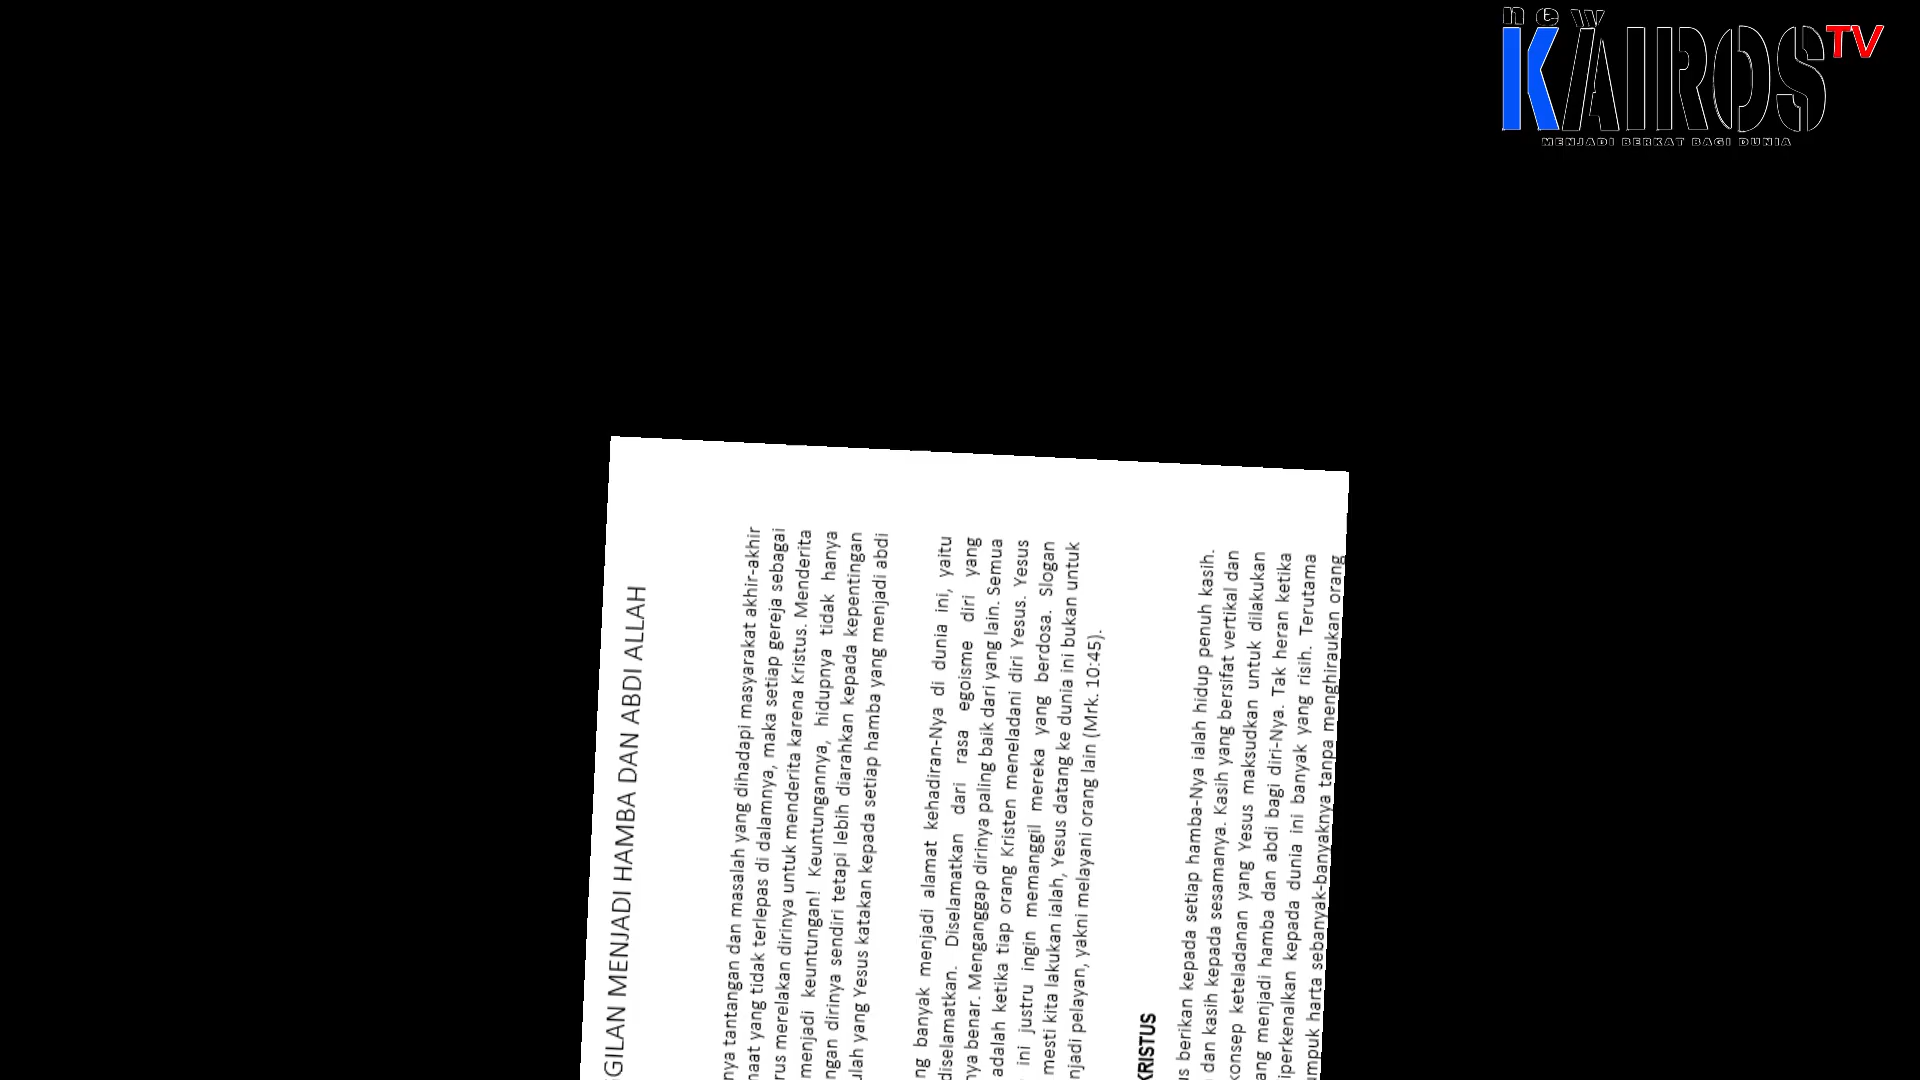 new
KAIROS TV
MENJADI BERKAT BAGI DUNIA
GILAN MENJADI HAMBA DAN ABDI ALLAH
nya tantangan dan masalah yang dihadapi masyarakat akhir-akhir
naat yang tidak terlepas di dalamnya, maka setiap gereja sebagai
rus merelakan dirinya untuk menderita karena Kristus. Menderita
menjadi keuntungan! Keuntungannya, hidupnya tidak hanya
ngan dirinya sendiri tetapi lebih diarahkan kepada kepentingan
ulah yang Yesus katakan kepada setiap hamba yang menjadi abdi
ng banyak menjadi alamat kehadiran-Nya di dunia ini, yaitu
diselamatkan. Diselamatkan dari rasa egoisme diri yang
nya benar. Menganggap dirinya paling baik dari yang lain. Semua
adalah ketika tiap orang Kristen meneladani diri Yesus. Yesus
ini justru ingin memanggil mereka yang berdosa. Slogan
mesti kita lakukan ialah, Yesus datang ke dunia ini bukan untuk
njadi pelayan, yakni melayani orang lain (Mrk. 10:45).
KRISTUS
us berikan kepada setiap hamba-Nya ialah hidup penuh kasih.
dan kasih kepada sesamanya. Kasih yang bersifat vertikal dan
konsep keteladanan yang Yesus maksudkan untuk dilakukan
ang menjadi hamba dan abdi bagi diri-Nya. Tak heran ketika
iperkenalkan kepada dunia ini banyak yang risih. Terutama
umpuk harta sebanyak-banyaknya tanpa menghiraukan orang